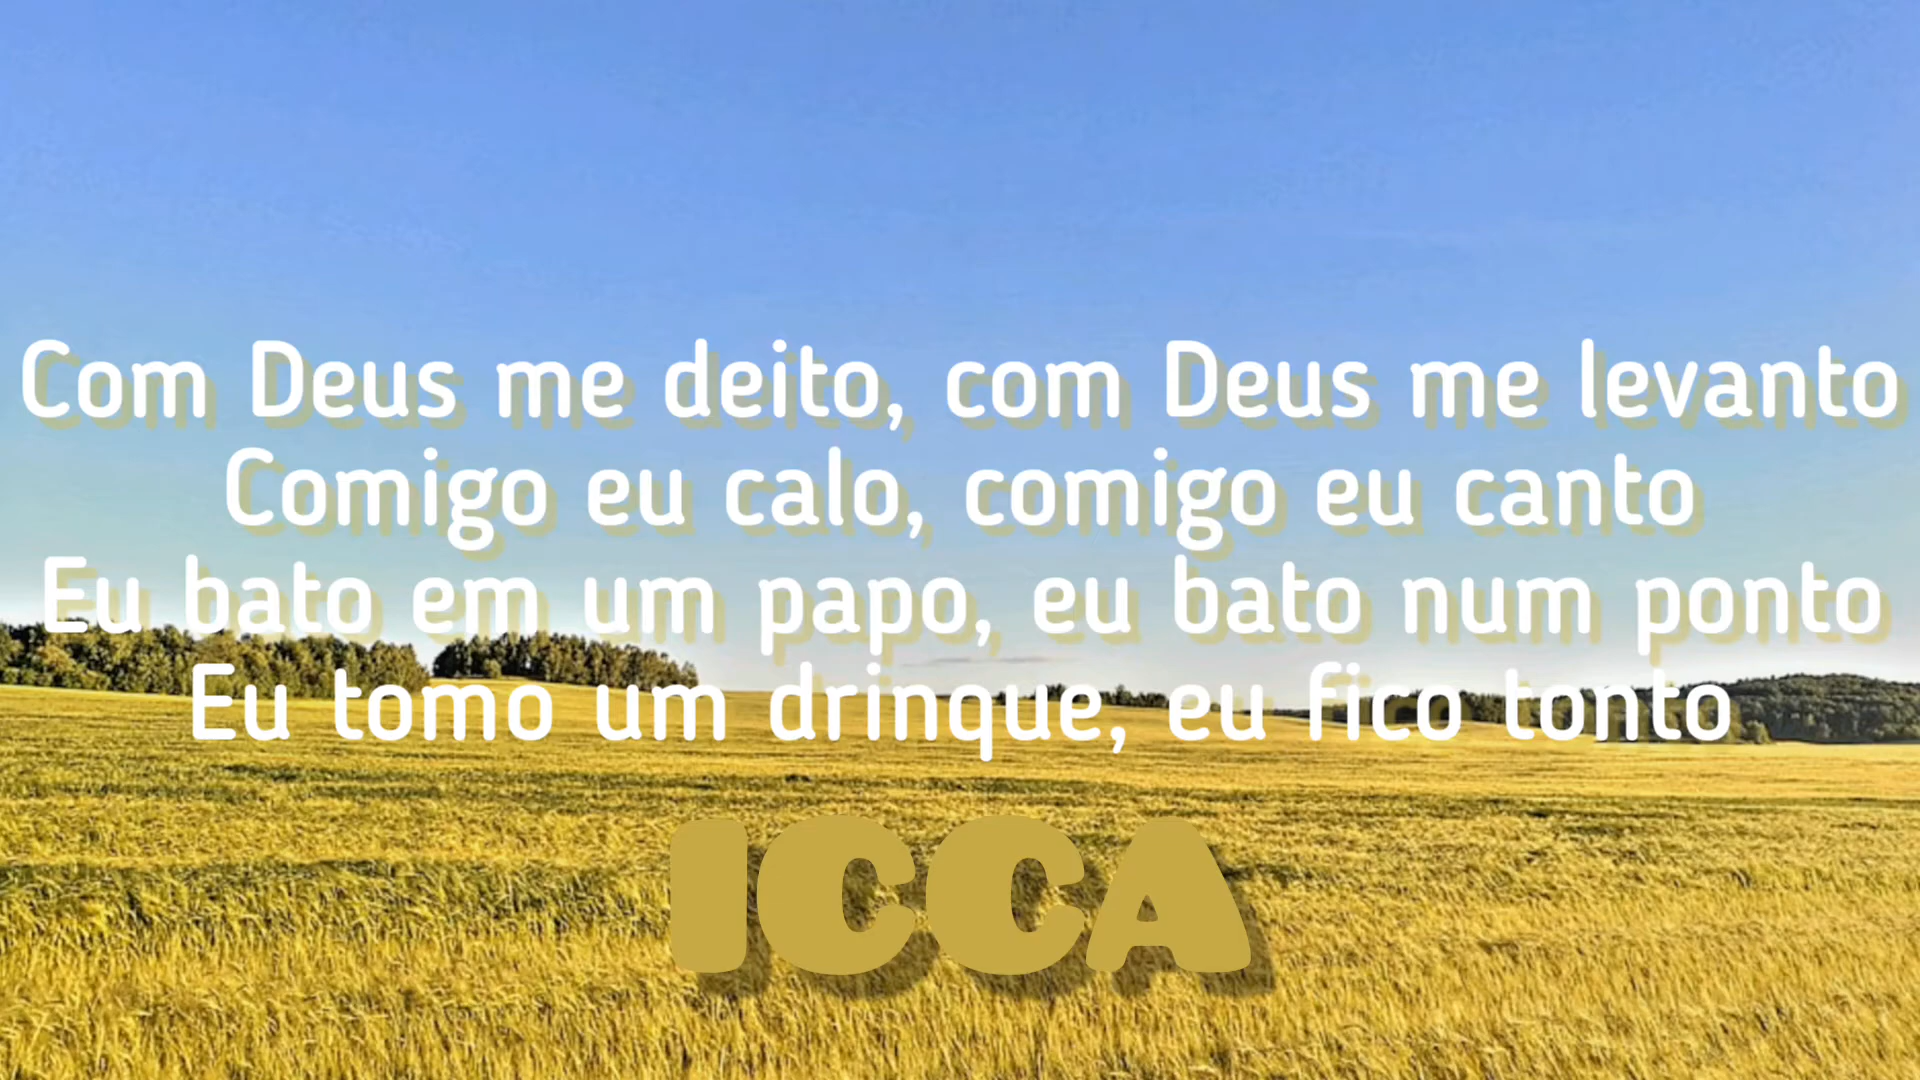 Com Deus me deito, com Deus me levanto
Comigo eu calo, comigo eu canto
Eu bato em um papo, eu bato num ponto
Eu tomo um drinque, eu fico tonto
ICCA